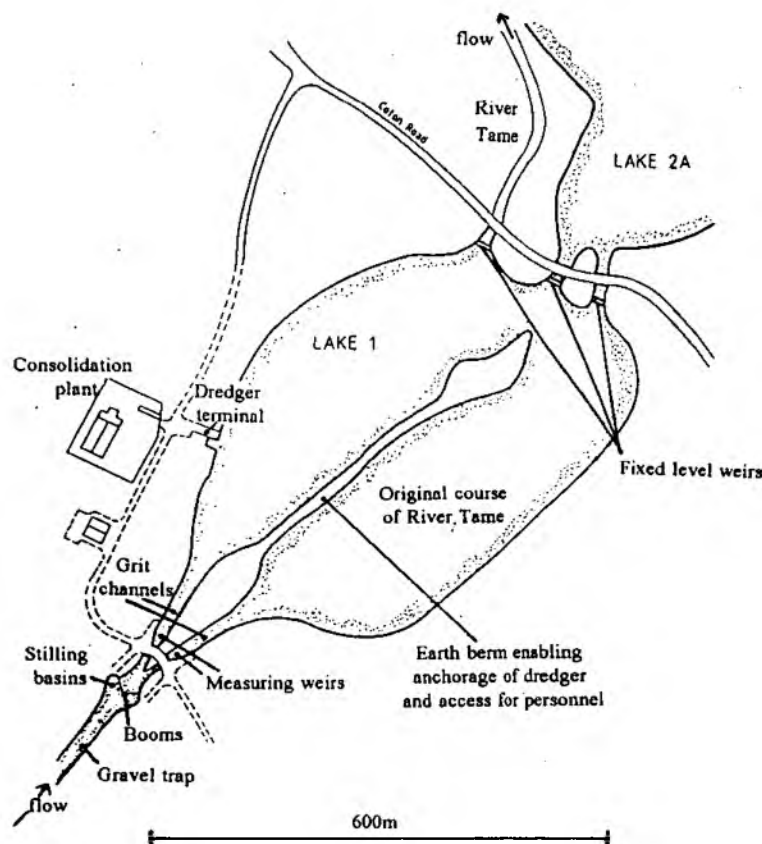 flow
River
Tame
Coton Road
LAKE 2A
LAKE 1
Consolidation
plant
Dredger
terminal
Fixed level weirs
Original course
of River Tame
Grit
channels
Stilling
basins
Measuring weirs
Earth berm enabling
anchorage of dredger
and access for personnel
Booms
Gravel trap
flow
600m